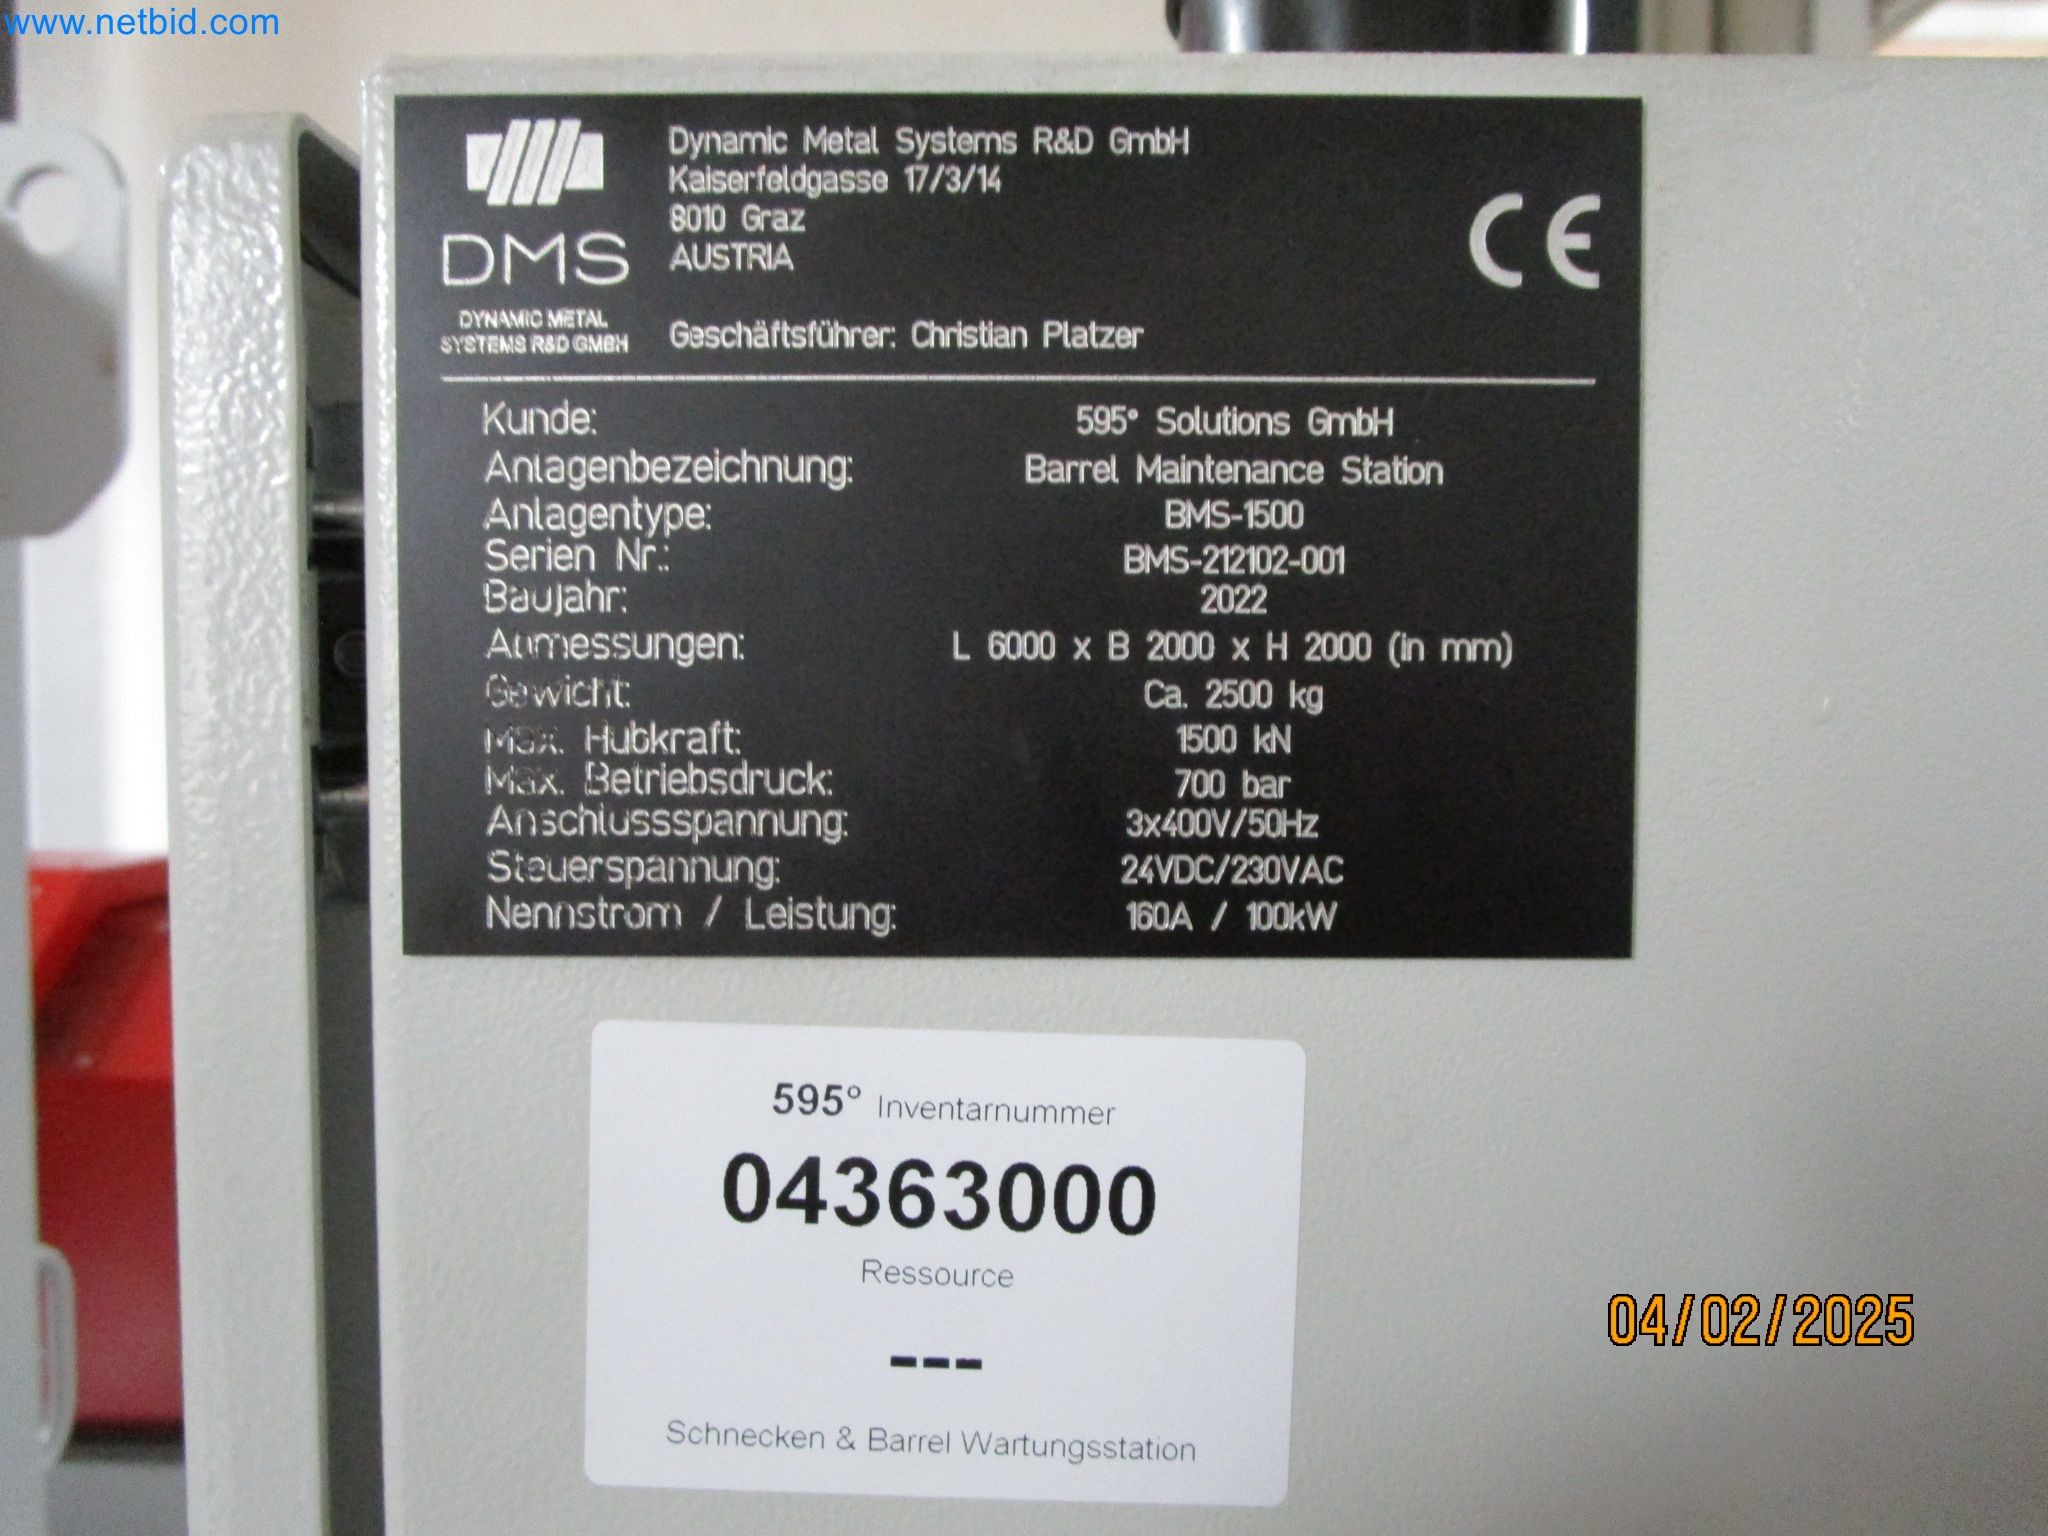 www.netbid.com
Dynamic Metal Systems R&D GmbH
Kaiserfeldgasse 17/3/14
8010 Graz
AUSTRIA
CE
DMS
DYNAMIC METAL
SYSTEMS R&D GMBH
Geschäftsführer: Christian Platzer
Kunde: 595° Solutions GmbH
Anlagenbezeichnung: Barrel Maintenance Station
Anlagentype: BMS-1500
Serien Nr.: BMS-212102-001
Baujahr: 2022
Abmessungen: L 6000 x B 2000 x H 2000 (in mm)
Gewicht: Ca. 2500 kg
Max. Hubkraft: 1500 kN
Max. Betriebsdruck: 700 bar
Anschlussspannung: 3x400V/50Hz
Steuerspannung: 24VDC/230VAC
Nennstrom / Leistung: 160A / 100kW
595° Inventarnummer
04363000
Ressource
---
Schnecken & Barrel Wartungsstation
04/02/2025